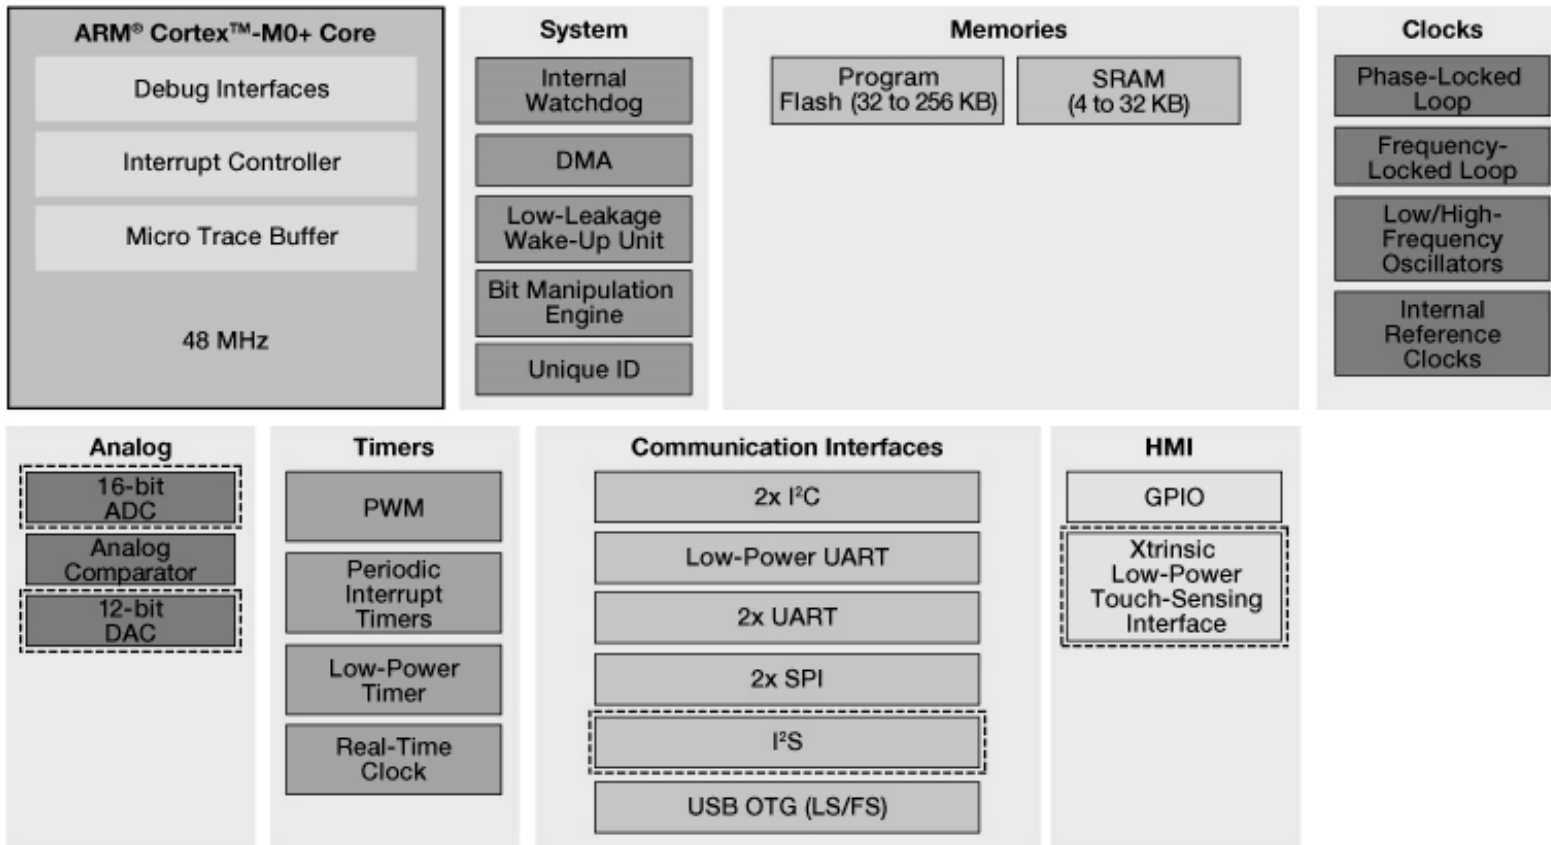 ARM® Cortex™-M0+ Core
Debug Interfaces
Interrupt Controller
Micro Trace Buffer
48 MHz
System
Internal
Watchdog
DMA
Low-Leakage
Wake-Up Unit
Bit Manipulation
Engine
Unique ID
Memories
Program
Flash (32 to 256 KB)
SRAM
(4 to 32 KB)
Clocks
Phase-Locked
Loop
Frequency-
Locked Loop
Low/High-
Frequency
Oscillators
Internal
Reference
Clocks
Analog
16-bit
ADC
Analog
Comparator
12-bit
DAC
Timers
PWM
Periodic
Interrupt
Timers
Low-Power
Timer
Real-Time
Clock
Communication Interfaces
2x I²C
Low-Power UART
2x UART
2x SPI
I²S
USB OTG (LS/FS)
HMI
GPIO
Xtrinsic
Low-Power
Touch-Sensing
Interface